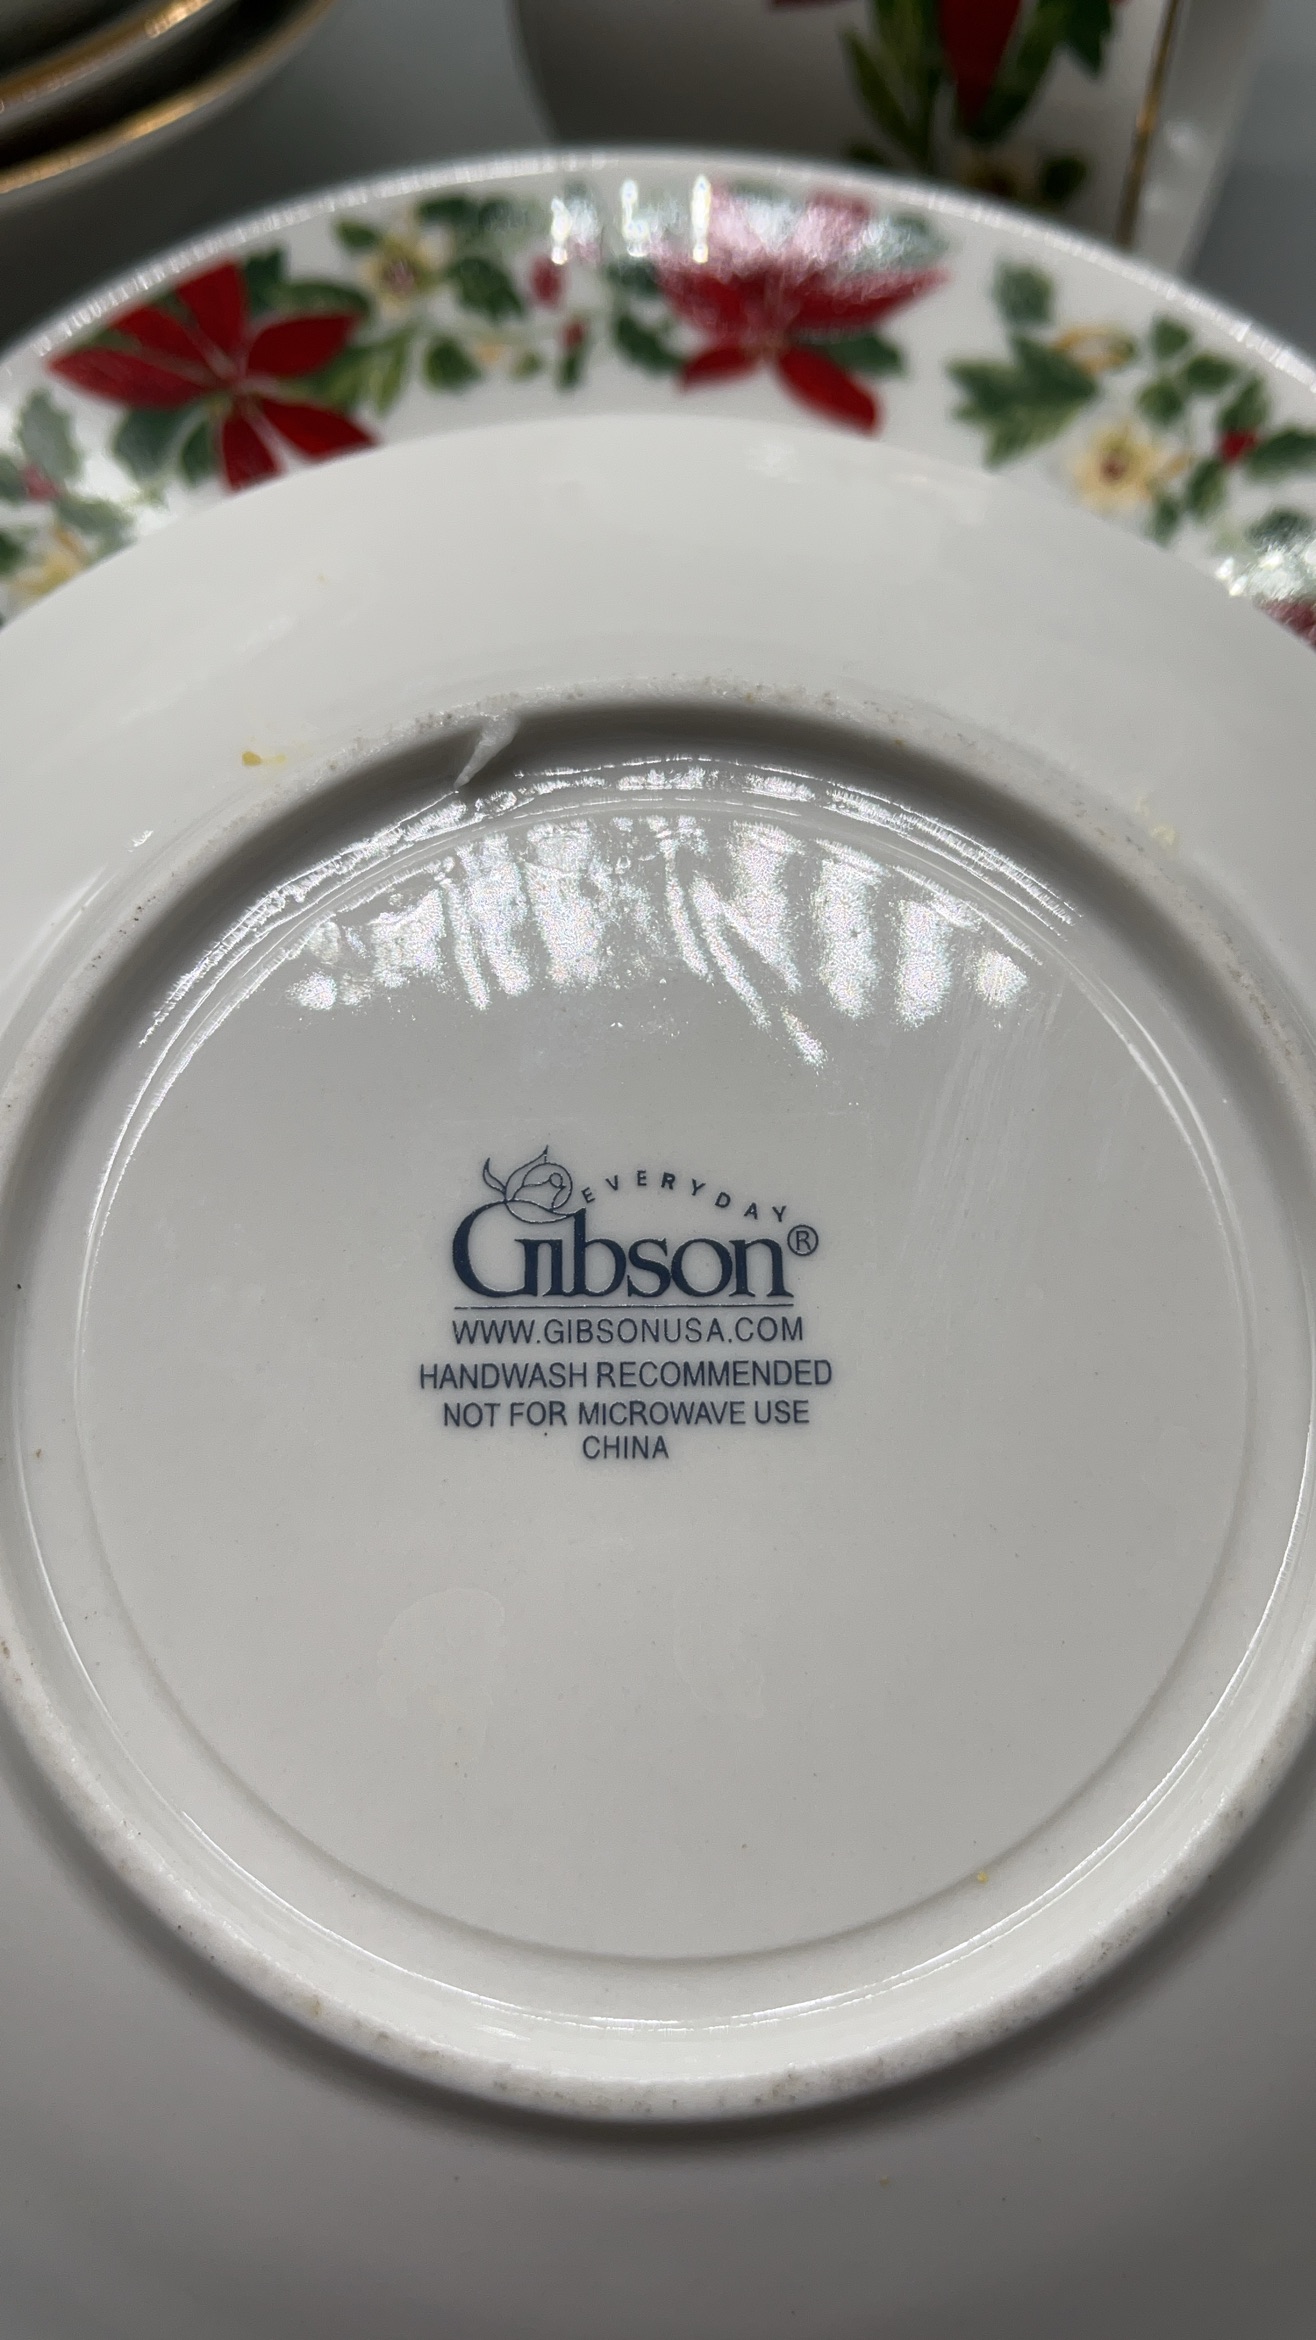 EVERYDAY
Gibson®
WWW.GIBSONUSA.COM
HANDWASH RECOMMENDED
NOT FOR MICROWAVE USE
CHINA